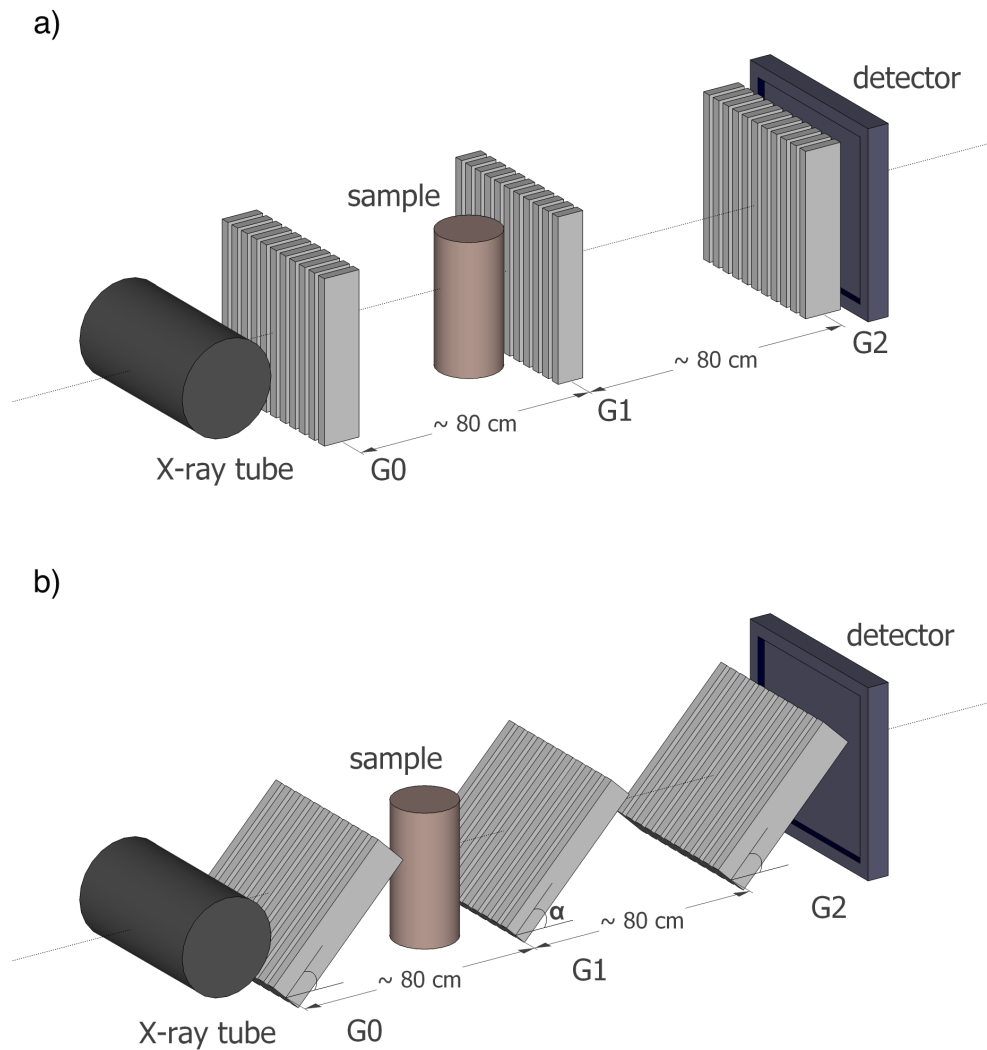 a)
detector
sample
~ 80 cm
G2
~ 80 cm
G1
X-ray tube
G0
b)
detector
sample
α
~ 80 cm
G2
~ 80 cm
G1
X-ray tube
G0